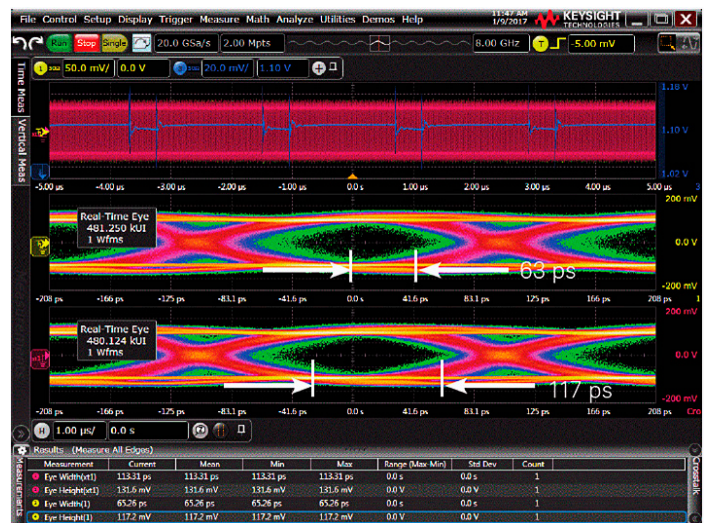 File Control Setup Display Trigger Measure Math Analyze Utilities Demos Help
11:47 AM
1/9/2017
KEYSIGHT
TECHNOLOGIES
Run Stop Single 20.0 GSa/s 2.00 Mpts 8.00 GHz T -5.00 mV
1 50.0 mV/ 0.0 V 20.0 mV/ 1.10 V
Time Meas
Vertical Meas
1.18 V
1.10 V
1.02 V
-5.00 µs -4.00 µs -3.00 µs -2.00 µs -1.00 µs 0.0 s 1.00 µs 2.00 µs 3.00 µs 4.00 µs 5.00 µs 3
200 mV
Real-Time Eye
481.250 kUI
1 Wfms
0.0 V
63 ps
-200 mV
-208 ps -166 ps -125 ps -83.1 ps -41.6 ps 0.0 s 41.6 ps 83.1 ps 125 ps 166 ps 208 ps 1
200 mV
Real-Time Eye
480.124 kUI
1 Wfms
0.0 V
117 ps
-200 mV
-208 ps -166 ps -125 ps -83.1 ps -41.6 ps 0.0 s 41.6 ps 83.1 ps 125 ps 166 ps 208 ps Cro
H 1.00 µs/ 0.0 s
Results (Measure All Edges)
Measurements
Crosstalk
Measurement Current Mean Min Max Range (Max-Min) Std Dev Count
Eye Width(xt1) 113.31 ps 113.31 ps 113.31 ps 113.31 ps 0.0 s 0.0 s 1
Eye Height(xt1) 131.6 mV 131.6 mV 131.6 mV 131.6 mV 0.0 V 0.0 V 1
Eye Width(1) 65.26 ps 65.26 ps 65.26 ps 65.26 ps 0.0 s 0.0 s 1
Eye Height(1) 117.2 mV 117.2 mV 117.2 mV 117.2 mV 0.0 V 0.0 V 1